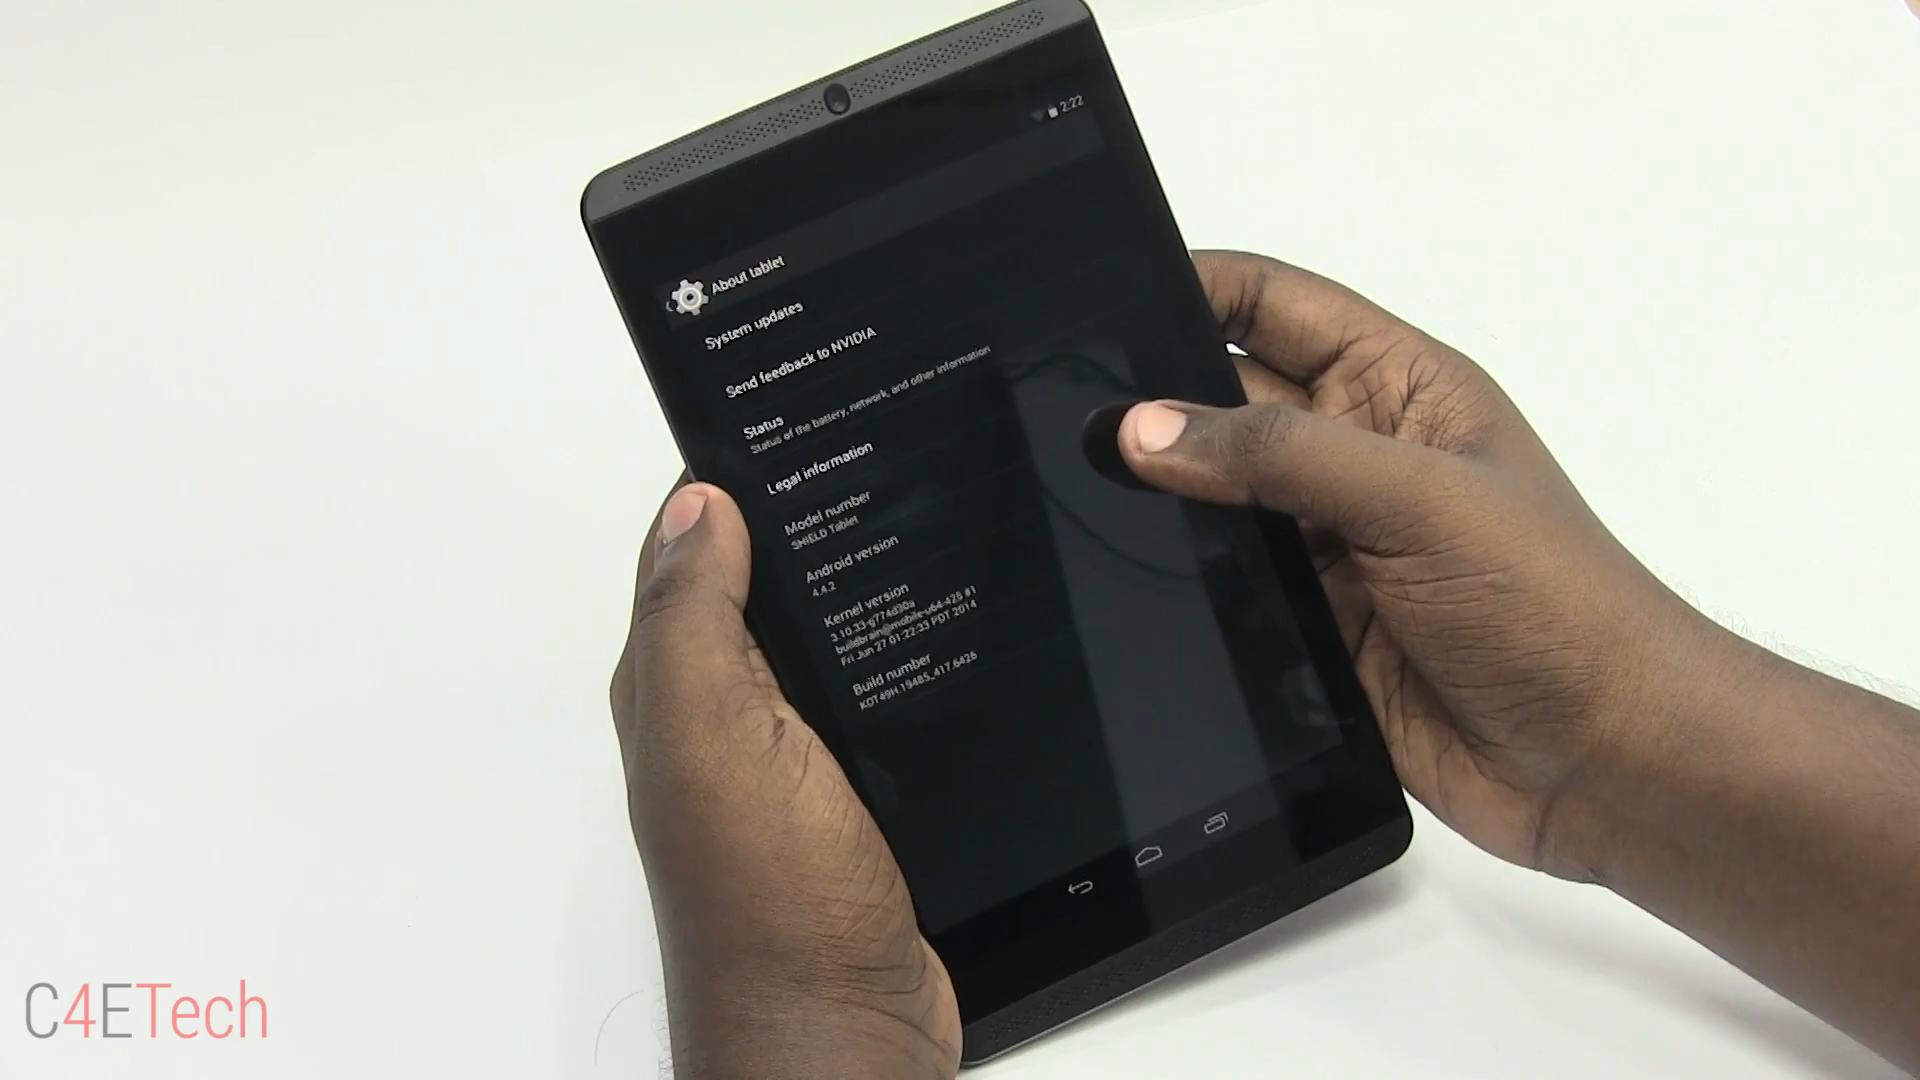 2:22
About tablet
System updates
Send feedback to NVIDIA
Status
Status of the battery, network, and other information
Legal information
Model number
SHIELD Tablet
Android version
4.4.2
Kernel version
3.10.33-g774d30a
buildbrain@mobile-u64-425 #1
Fri Jun 27 01:22:33 PDT 2014
Build number
KOT49H.19485_417.6426
C4ETech